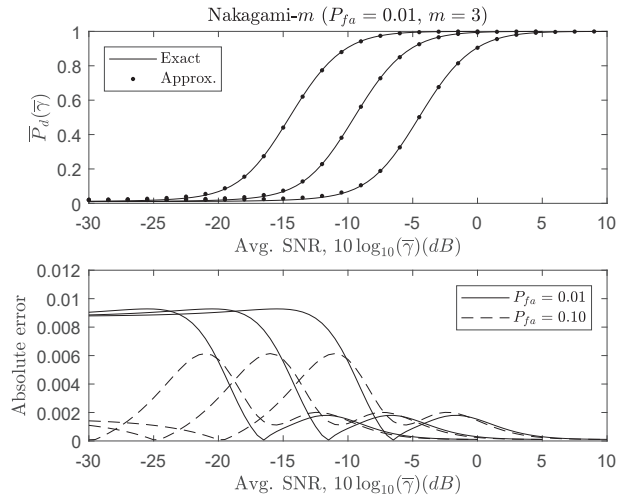 Nakagami-m (P_fa = 0.01, m = 3)
1
0.8
0.6
0.4
0.2
0
P̅_d(γ̅)
Exact
Approx.
-30 -25 -20 -15 -10 -5 0 5 10
Avg. SNR, 10 log₁₀(γ̅)(dB)
0.012
0.01
0.008
0.006
0.004
0.002
0
Absolute error
P_fa = 0.01
P_fa = 0.10
-30 -25 -20 -15 -10 -5 0 5 10
Avg. SNR, 10 log₁₀(γ̅)(dB)